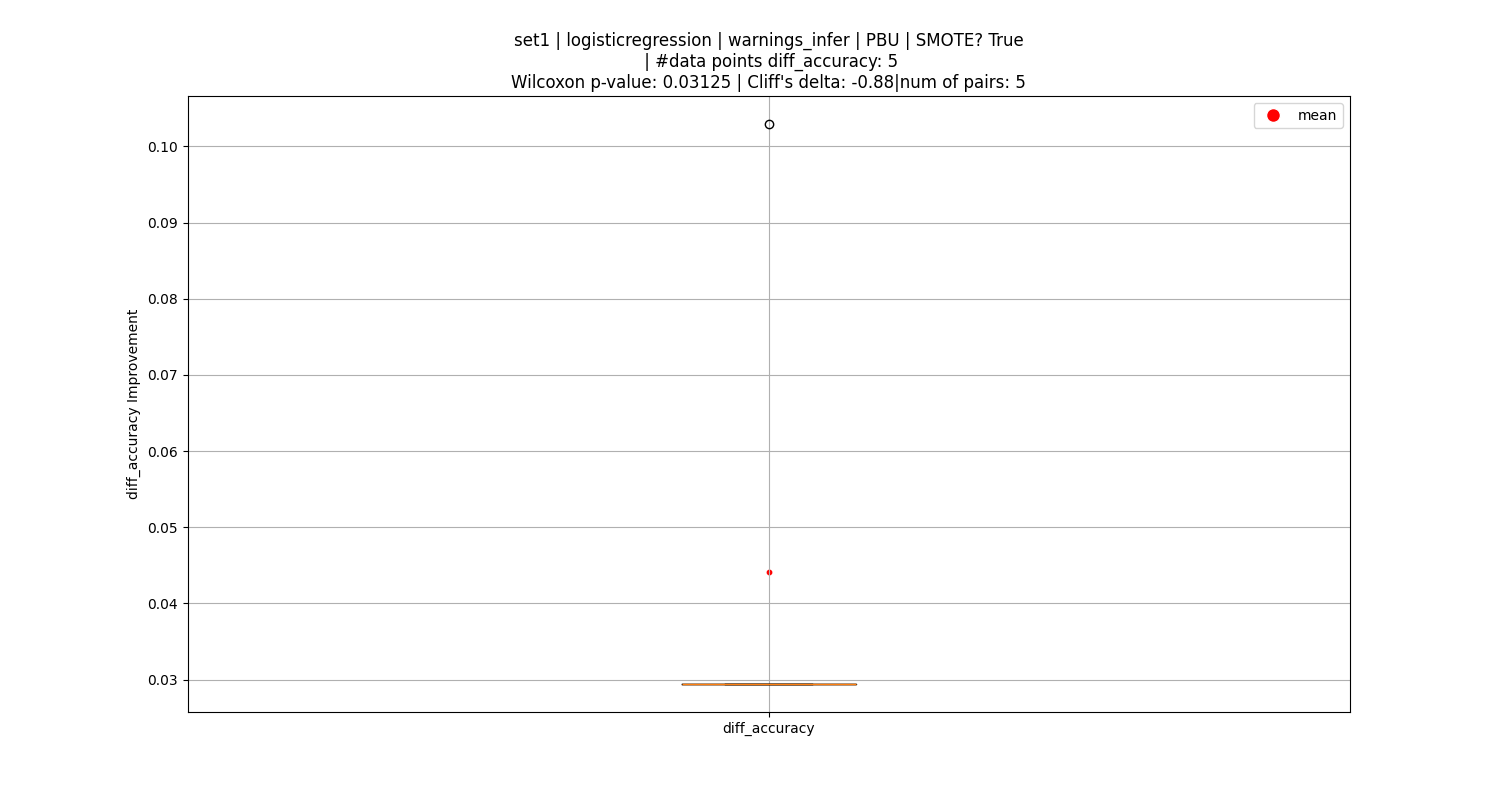 set1 | logisticregression | warnings_infer | PBU | SMOTE? True
| #data points diff_accuracy: 5
Wilcoxon p-value: 0.03125 | Cliff's delta: -0.88|num of pairs: 5
mean
0.10
0.09
0.08
0.07
0.06
0.05
0.04
0.03
diff_accuracy Improvement
diff_accuracy